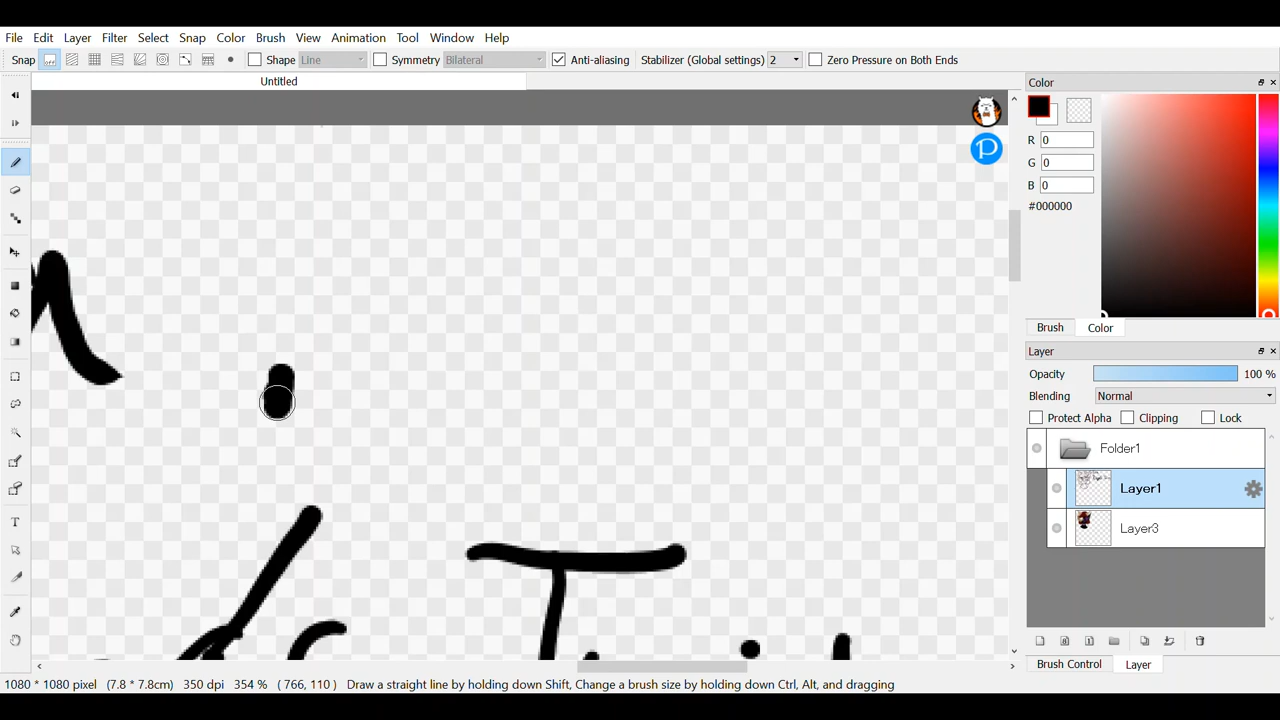 File Edit Layer Filter Select Snap Color Brush View Animation Tool Window Help
Snap OFF Shape Line Symmetry Bilateral Anti-aliasing Stabilizer (Global settings) 2 Zero Pressure on Both Ends
Untitled
Color
R 0
G 0
B 0
#000000
Brush Color
Layer
Opacity 100 %
Blending Normal
Protect Alpha Clipping Lock
Folder1
Layer1
Layer3
Brush Control Layer
1080 * 1080 pixel (7.8 * 7.8cm) 350 dpi 354 % ( 766, 110 ) Draw a straight line by holding down Shift, Change a brush size by holding down Ctrl, Alt, and dragging